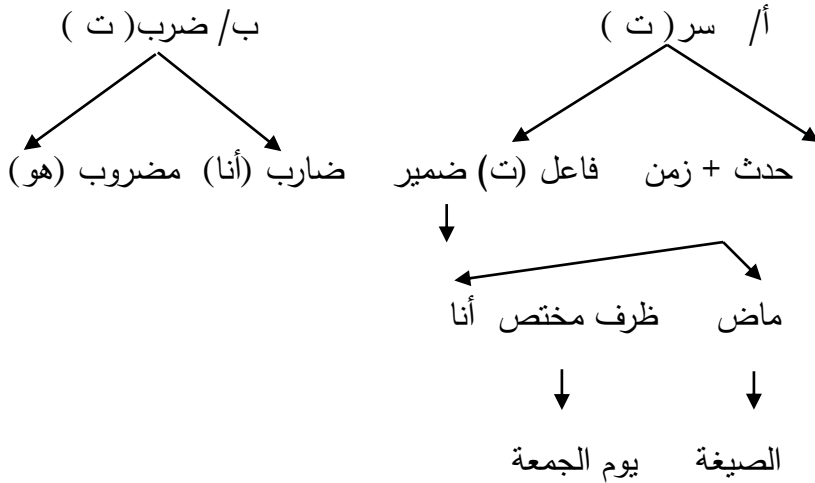 أ/ سر( ت ) ب/ ضرب( ت )
حدث + زمن فاعل (ت) ضمير ضارب (أنا) مضروب (هو)
ماض ظرف مختص أنا
الصيغة يوم الجمعة